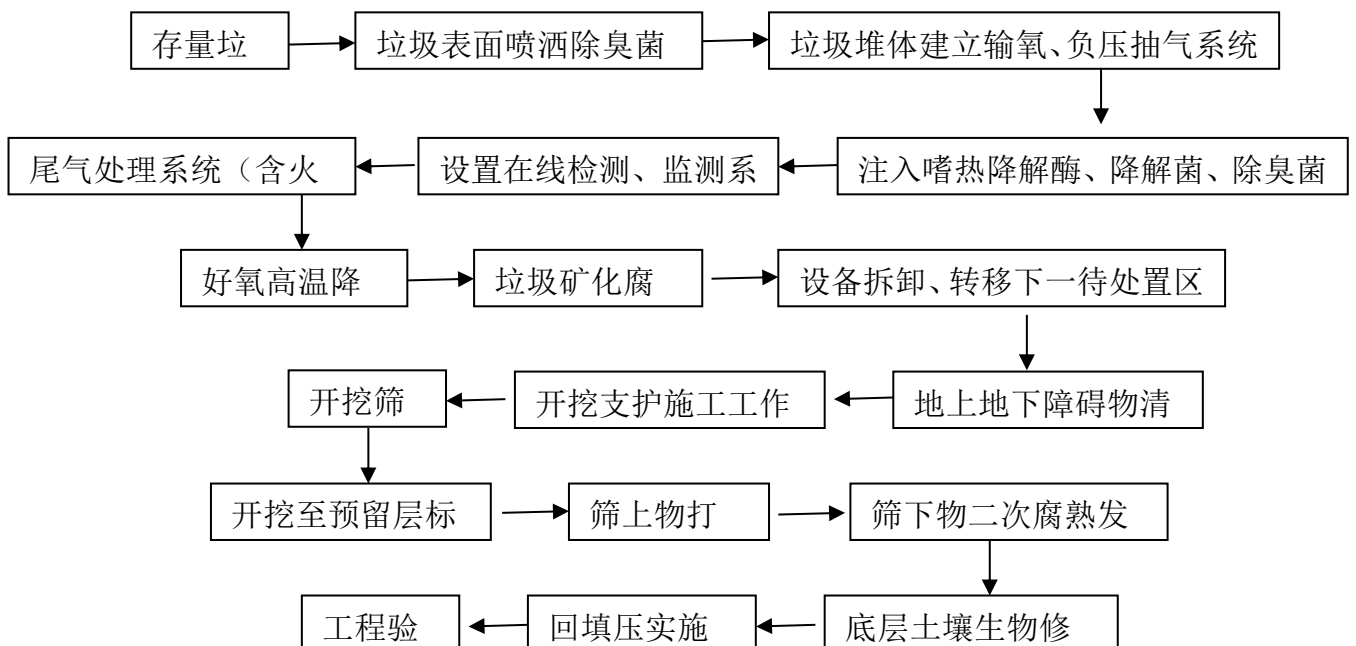 存量垃
垃圾表面喷洒除臭菌
垃圾堆体建立输氧、负压抽气系统
注入嗜热降解酶、降解菌、除臭菌
设置在线检测、监测系
尾气处理系统（含火
好氧高温降
垃圾矿化腐
设备拆卸、转移下一待处置区
地上地下障碍物清
开挖支护施工工作
开挖筛
开挖至预留层标
筛上物打
筛下物二次腐熟发
底层土壤生物修
回填压实施
工程验